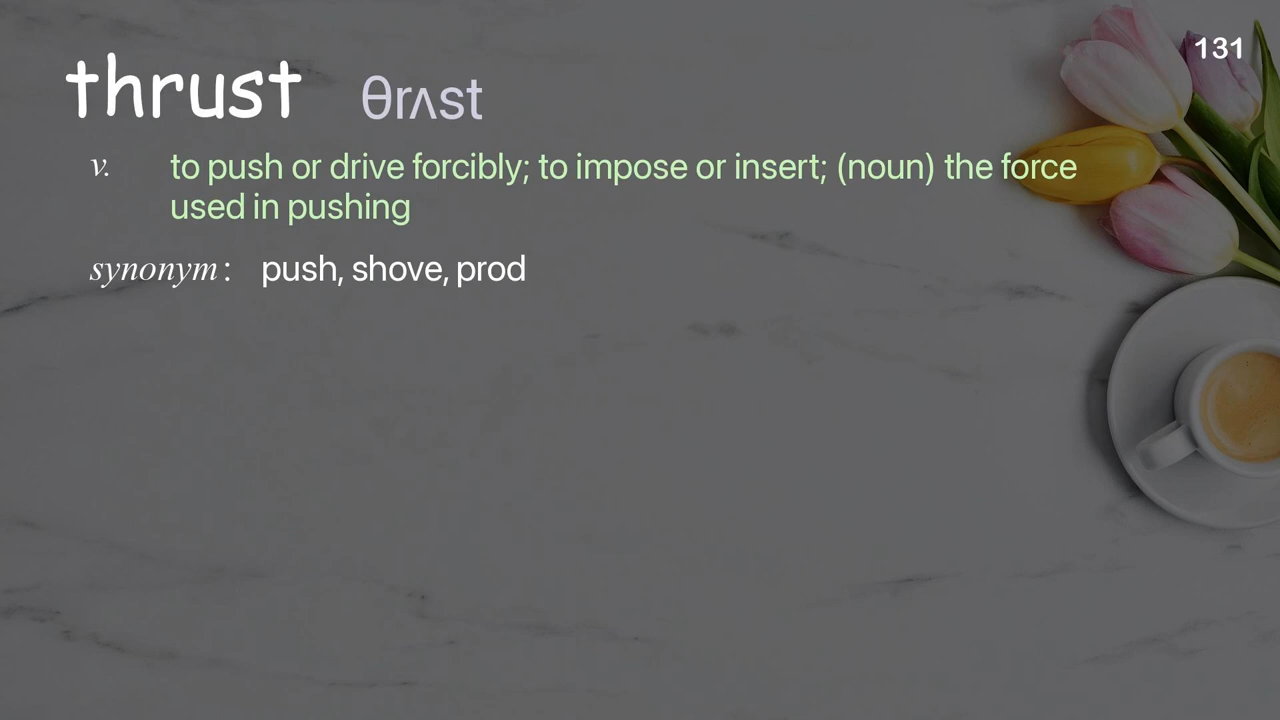 131
thrust θrʌst
v. to push or drive forcibly; to impose or insert; (noun) the force
used in pushing
synonym: push, shove, prod